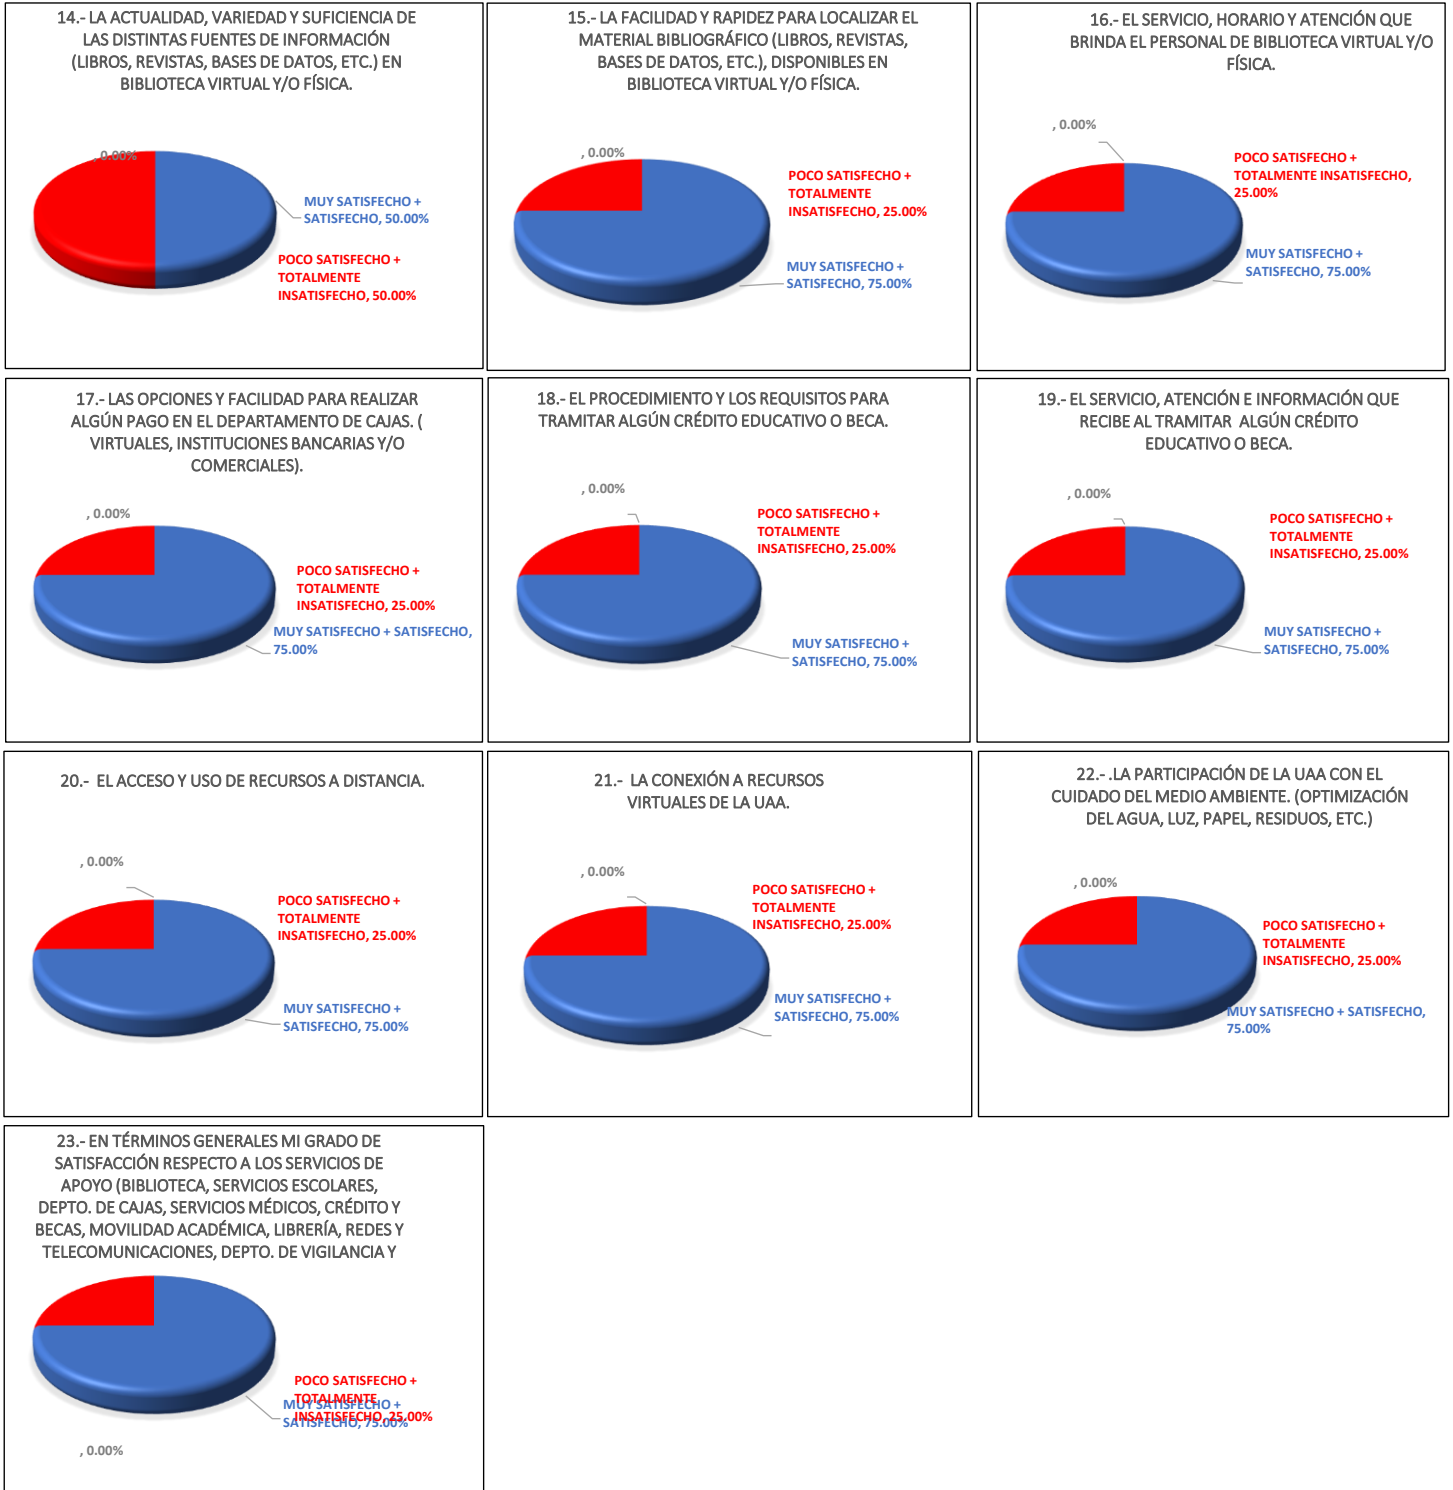 14.- LA ACTUALIDAD, VARIEDAD Y SUFICIENCIA DE
LAS DISTINTAS FUENTES DE INFORMACIÓN
(LIBROS, REVISTAS, BASES DE DATOS, ETC.) EN
BIBLIOTECA VIRTUAL Y/O FÍSICA.
, 0.00%
MUY SATISFECHO +
SATISFECHO, 50.00%
POCO SATISFECHO +
TOTALMENTE
INSATISFECHO, 50.00%
15.- LA FACILIDAD Y RAPIDEZ PARA LOCALIZAR EL
MATERIAL BIBLIOGRÁFICO (LIBROS, REVISTAS,
BASES DE DATOS, ETC.), DISPONIBLES EN
BIBLIOTECA VIRTUAL Y/O FÍSICA.
, 0.00%
POCO SATISFECHO +
TOTALMENTE
INSATISFECHO, 25.00%
MUY SATISFECHO +
SATISFECHO, 75.00%
16.- EL SERVICIO, HORARIO Y ATENCIÓN QUE
BRINDA EL PERSONAL DE BIBLIOTECA VIRTUAL Y/O
FÍSICA.
, 0.00%
POCO SATISFECHO +
TOTALMENTE INSATISFECHO,
25.00%
MUY SATISFECHO +
SATISFECHO, 75.00%
17.- LAS OPCIONES Y FACILIDAD PARA REALIZAR
ALGÚN PAGO EN EL DEPARTAMENTO DE CAJAS. (
VIRTUALES, INSTITUCIONES BANCARIAS Y/O
COMERCIALES).
, 0.00%
POCO SATISFECHO +
TOTALMENTE
INSATISFECHO, 25.00%
MUY SATISFECHO + SATISFECHO,
75.00%
18.- EL PROCEDIMIENTO Y LOS REQUISITOS PARA
TRAMITAR ALGÚN CRÉDITO EDUCATIVO O BECA.
, 0.00%
POCO SATISFECHO +
TOTALMENTE
INSATISFECHO, 25.00%
MUY SATISFECHO +
SATISFECHO, 75.00%
19.- EL SERVICIO, ATENCIÓN E INFORMACIÓN QUE
RECIBE AL TRAMITAR ALGÚN CRÉDITO
EDUCATIVO O BECA.
, 0.00%
POCO SATISFECHO +
TOTALMENTE
INSATISFECHO, 25.00%
MUY SATISFECHO +
SATISFECHO, 75.00%
20.- EL ACCESO Y USO DE RECURSOS A DISTANCIA.
, 0.00%
POCO SATISFECHO +
TOTALMENTE
INSATISFECHO, 25.00%
MUY SATISFECHO +
SATISFECHO, 75.00%
21.- LA CONEXIÓN A RECURSOS
VIRTUALES DE LA UAA.
, 0.00%
POCO SATISFECHO +
TOTALMENTE
INSATISFECHO, 25.00%
MUY SATISFECHO +
SATISFECHO, 75.00%
22.- .LA PARTICIPACIÓN DE LA UAA CON EL
CUIDADO DEL MEDIO AMBIENTE. (OPTIMIZACIÓN
DEL AGUA, LUZ, PAPEL, RESIDUOS, ETC.)
, 0.00%
POCO SATISFECHO +
TOTALMENTE
INSATISFECHO, 25.00%
MUY SATISFECHO + SATISFECHO,
75.00%
23.- EN TÉRMINOS GENERALES MI GRADO DE
SATISFACCIÓN RESPECTO A LOS SERVICIOS DE
APOYO (BIBLIOTECA, SERVICIOS ESCOLARES,
DEPTO. DE CAJAS, SERVICIOS MÉDICOS, CRÉDITO Y
BECAS, MOVILIDAD ACADÉMICA, LIBRERÍA, REDES Y
TELECOMUNICACIONES, DEPTO. DE VIGILANCIA Y
POCO SATISFECHO +
TOTALMENTE
INSATISFECHO, 25.00%
MUY SATISFECHO +
SATISFECHO, 75.00%
, 0.00%